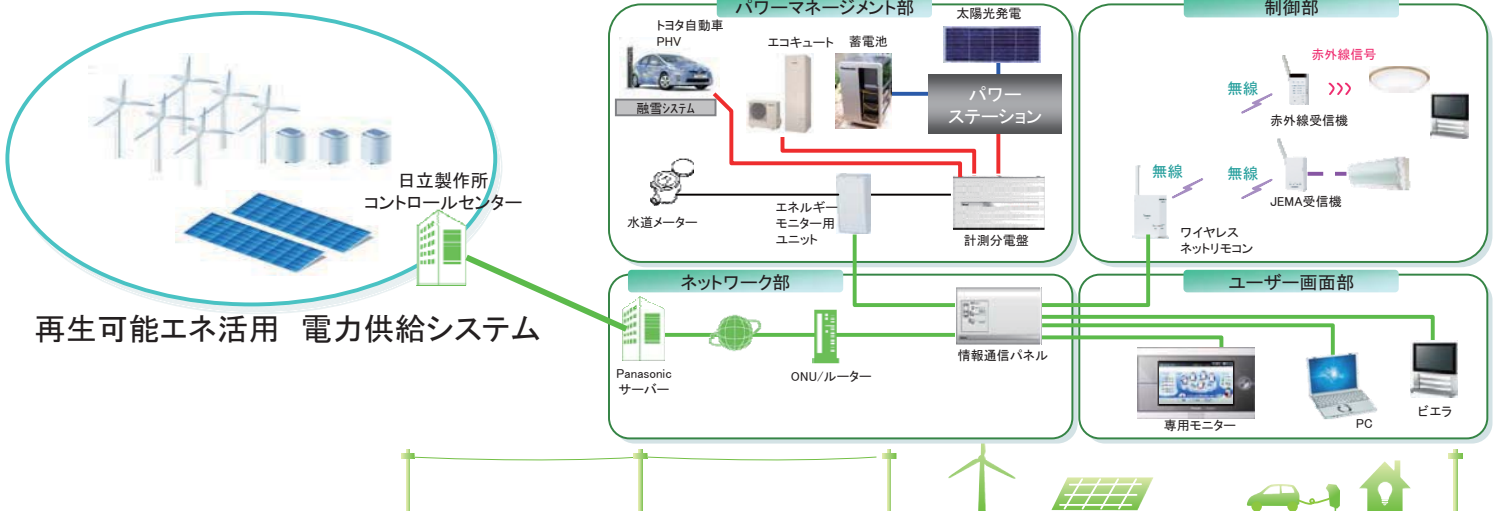 日立製作所
コントロールセンター
再生可能エネ活用 電力供給システム
パワーマネージメント部
トヨタ自動車
PHV
融雪システム
エコキュート
蓄電池
太陽光発電
パワー
ステーション
水道メーター
エネルギー
モニター用
ユニット
計測分電盤
制御部
赤外線信号
無線
赤外線受信機
無線
無線
JEMA受信機
ワイヤレス
ネットリモコン
ネットワーク部
Panasonic
サーバー
ONU/ルーター
情報通信パネル
ユーザー画面部
専用モニター
PC
ビエラ